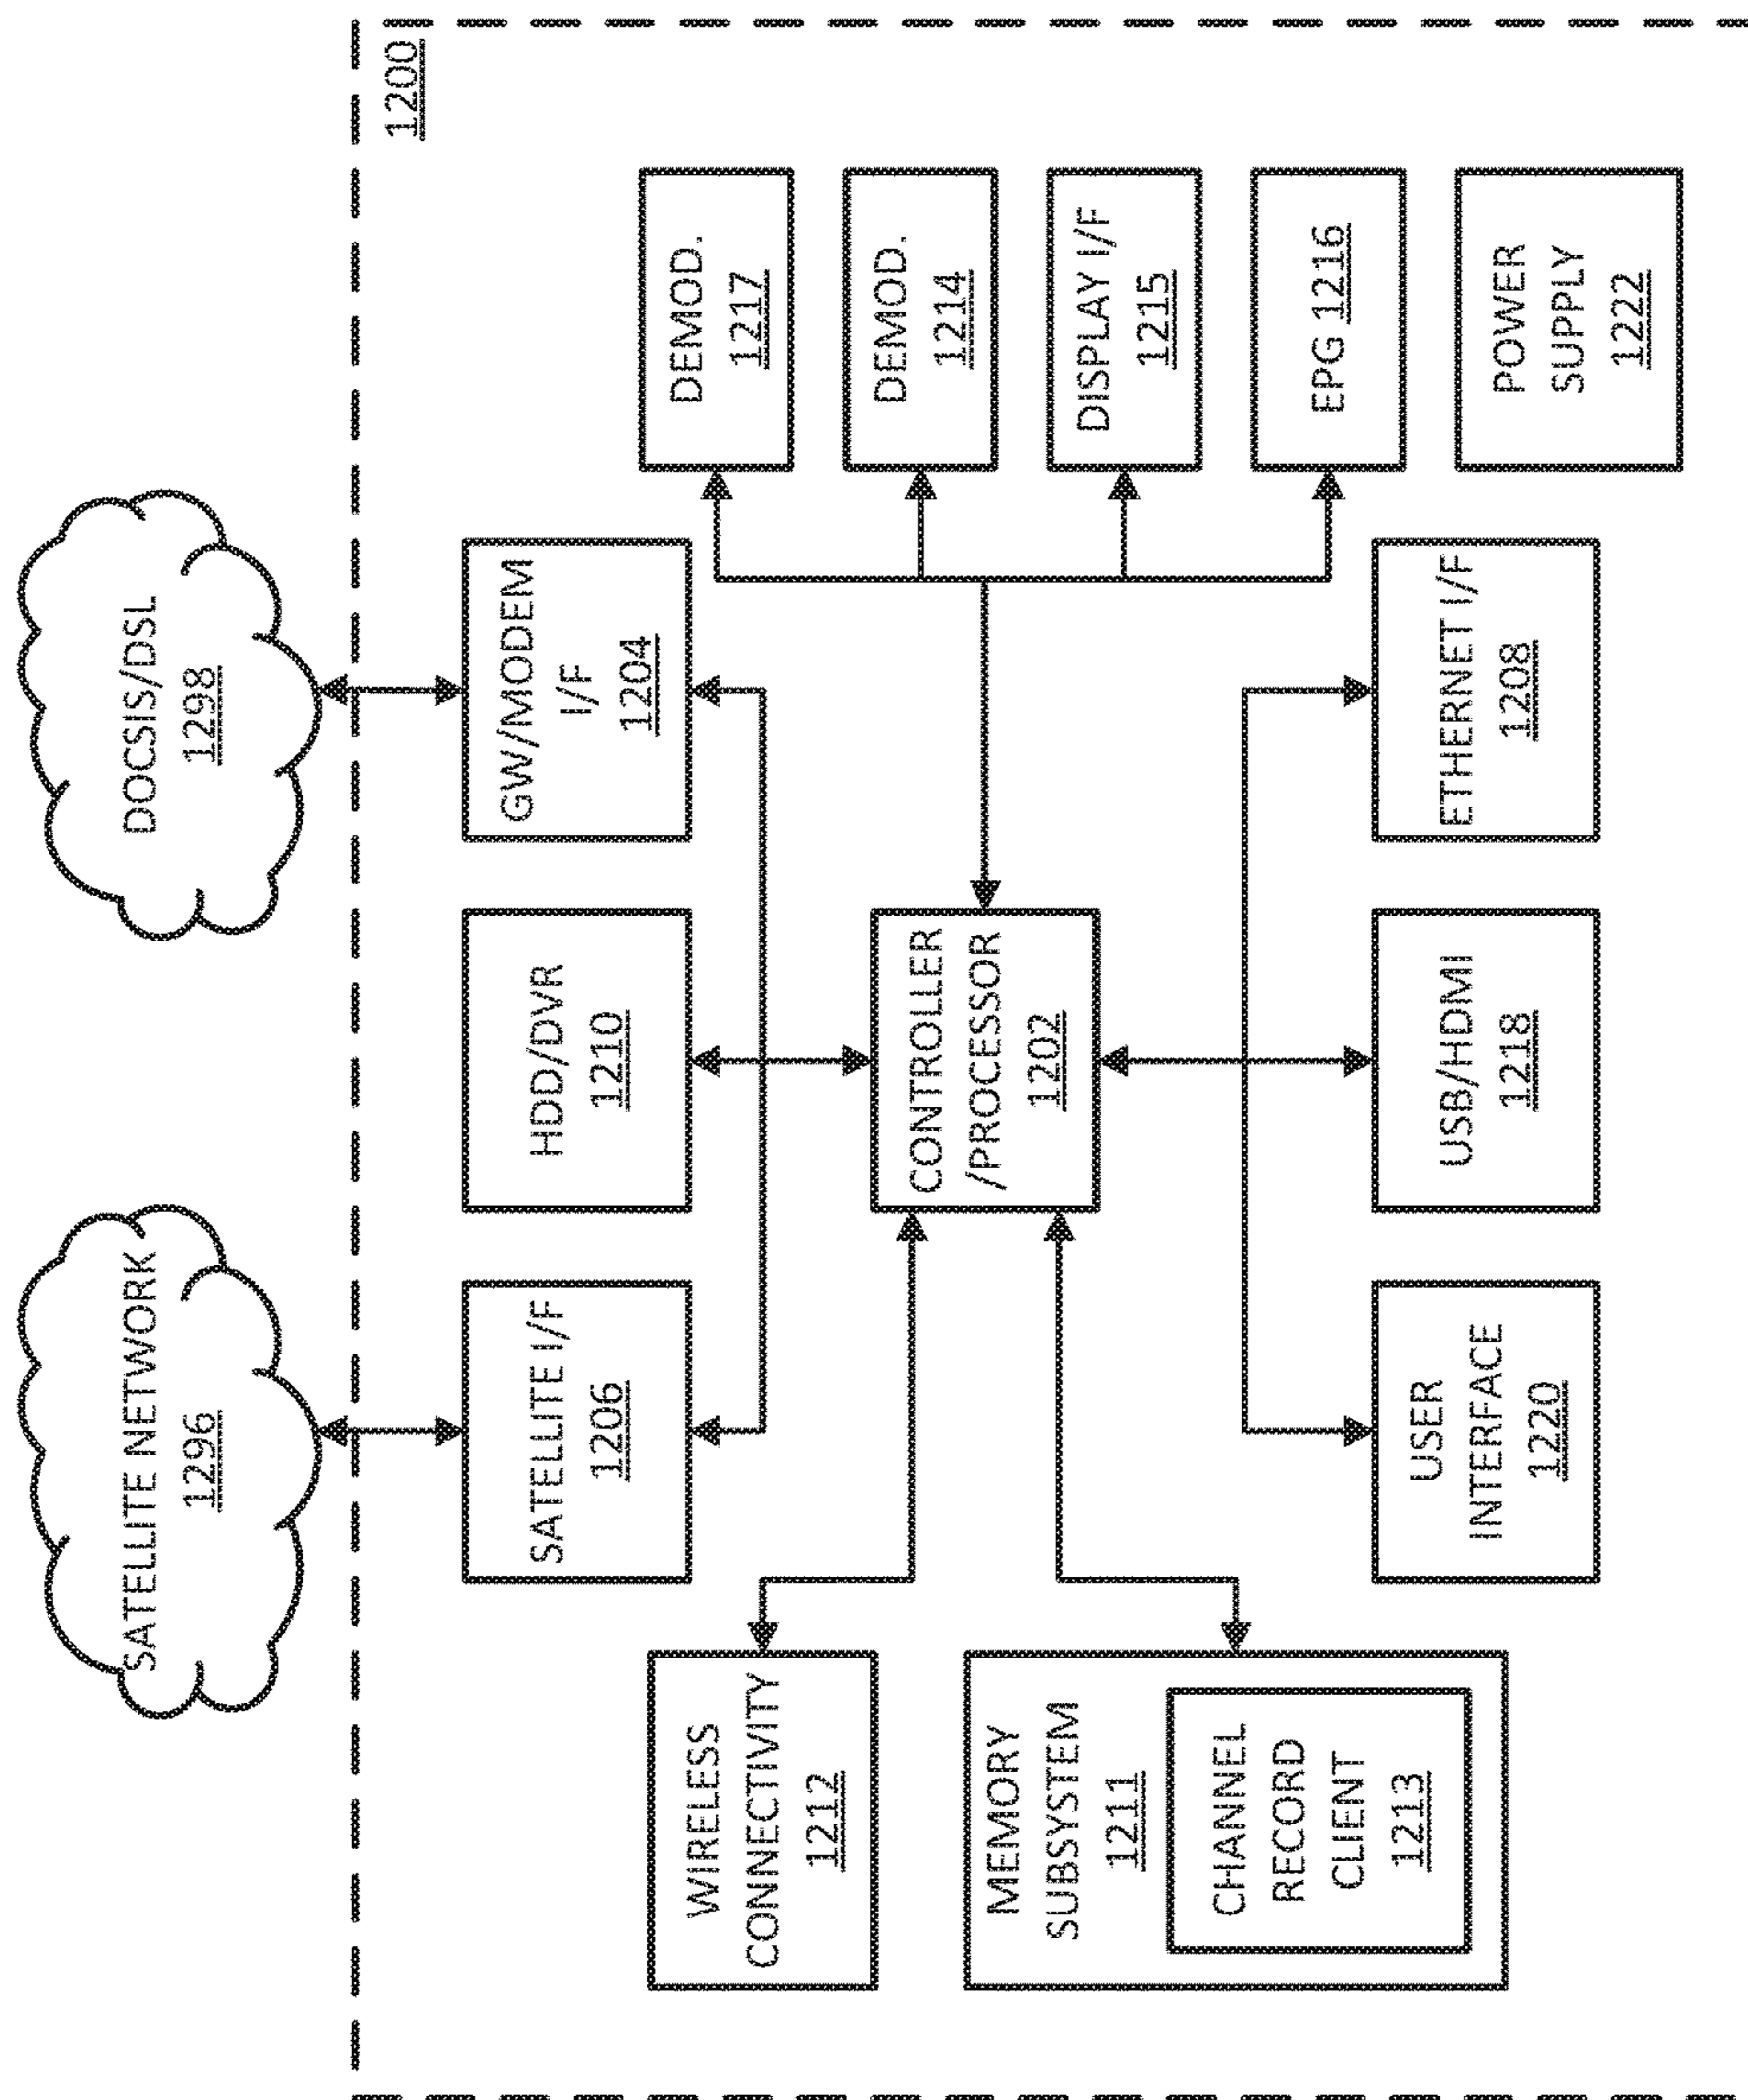 SATELLITE NETWORK
1296
DOCSIS/DSL
1298
1200
SATELLITE I/F
1206
HDD/DVR
1210
GW/MODEM
I/F
1204
WIRELESS
CONNECTIVITY
1212
DEMOD.
1217
CONTROLLER
/PROCESSOR
1202
DEMOD.
1214
MEMORY
SUBSYSTEM
1211
CHANNEL
RECORD
CLIENT
1213
DISPLAY I/F
1215
EPG 1216
USER
INTERFACE
1220
USB/HDMI
1218
ETHERNET I/F
1208
POWER
SUPPLY
1222